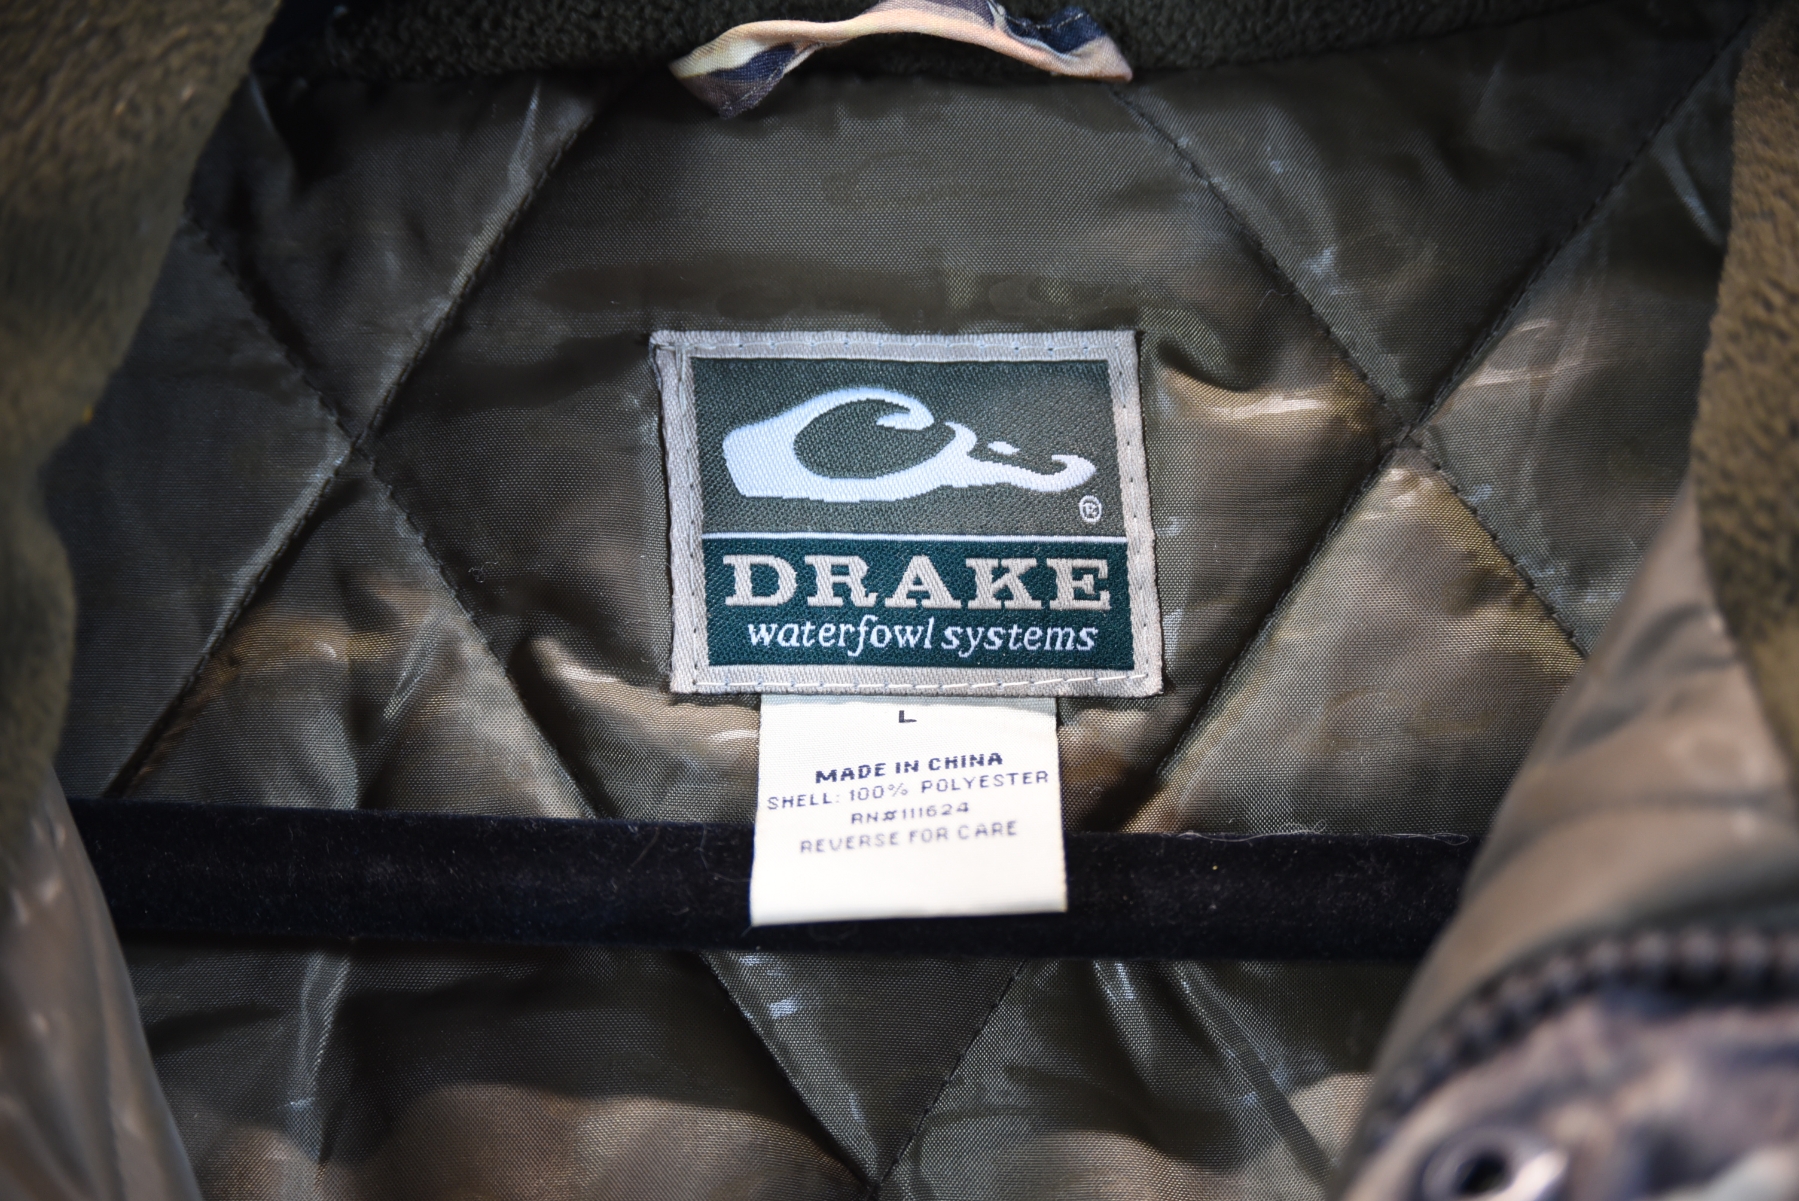 ®
DRAKE
waterfowl systems
L
MADE IN CHINA
SHELL: 100% POLYESTER
RN#111624
REVERSE FOR CARE